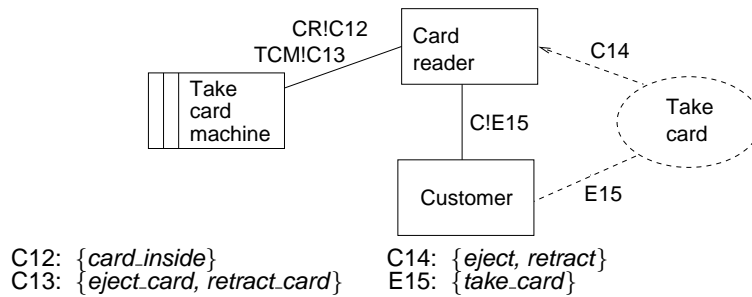 CR!C12
TCM!C13
Card
reader
C14
Take
card
machine
Take
card
C!E15
E15
Customer
C12: {card_inside}
C14: {eject, retract}
C13: {eject_card, retract_card}
E15: {take_card}